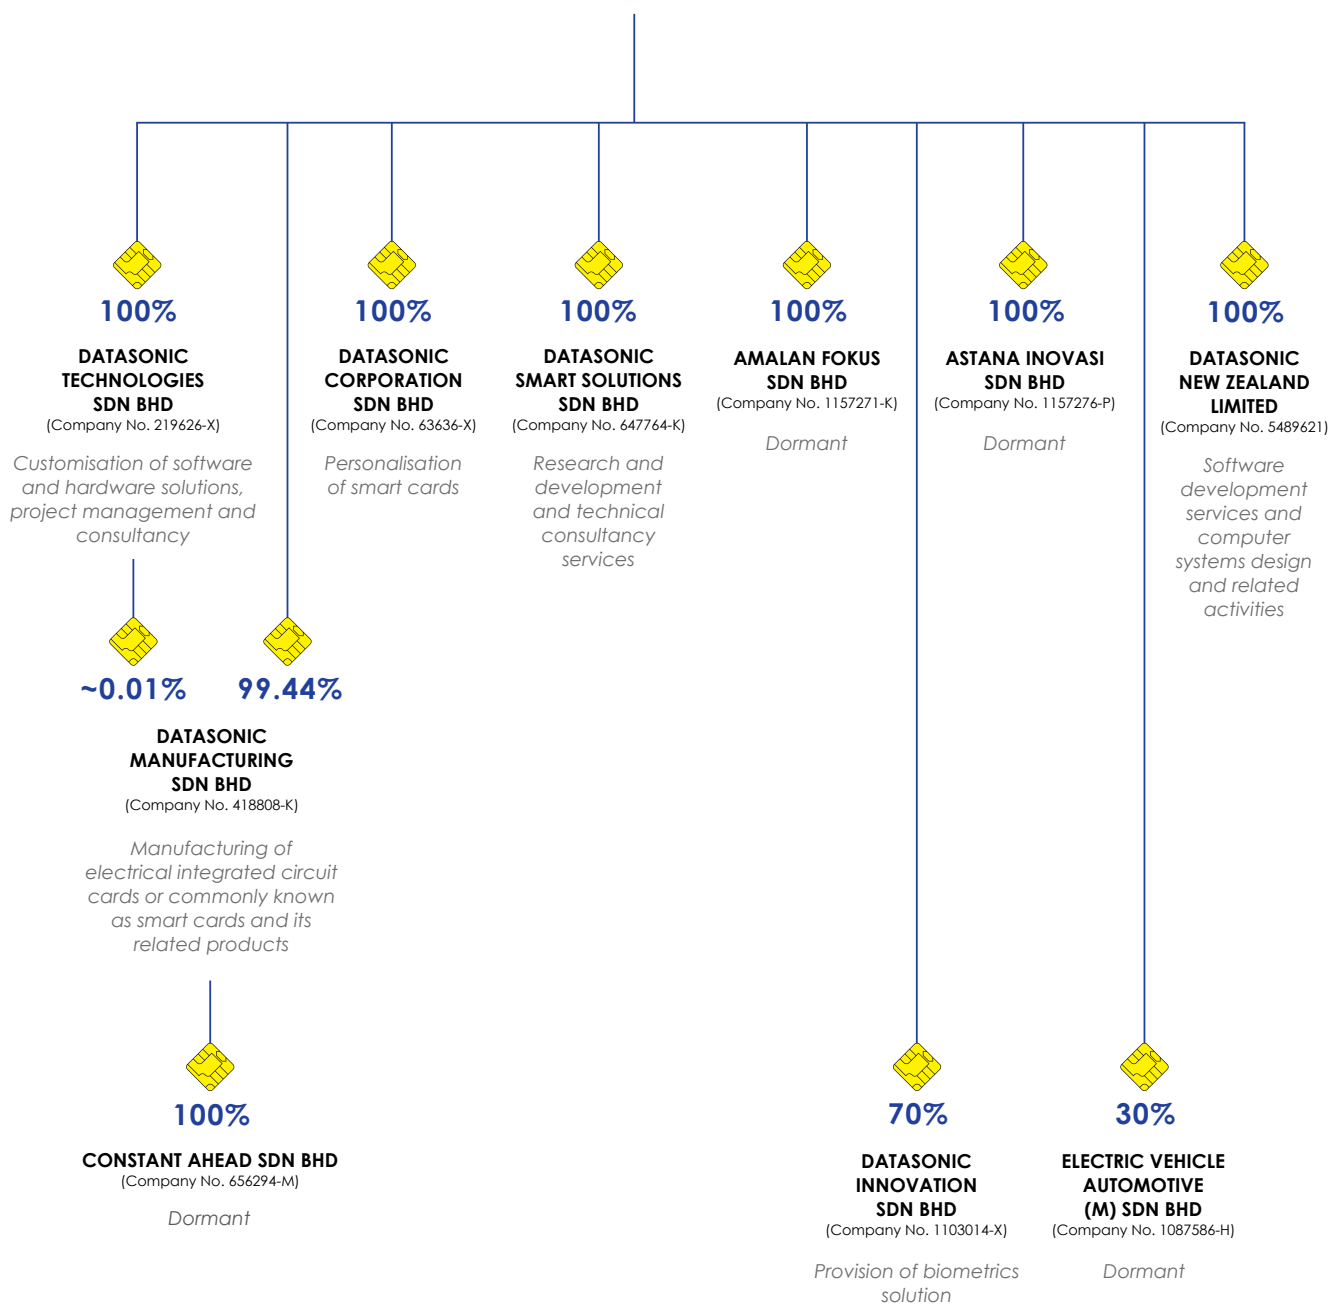 100%
DATASONIC
TECHNOLOGIES
SDN BHD
(Company No. 219626-X)
Customisation of software
and hardware solutions,
project management and
consultancy
100%
DATASONIC
CORPORATION
SDN BHD
(Company No. 63636-X)
Personalisation
of smart cards
100%
DATASONIC
SMART SOLUTIONS
SDN BHD
(Company No. 647764-K)
Research and
development
and technical
consultancy
services
100%
AMALAN FOKUS
SDN BHD
(Company No. 1157271-K)
Dormant
100%
ASTANA INOVASI
SDN BHD
(Company No. 1157276-P)
Dormant
100%
DATASONIC
NEW ZEALAND
LIMITED
(Company No. 5489621)
Software
development
services and
computer
systems design
and related
activities
~0.01%
99.44%
DATASONIC
MANUFACTURING
SDN BHD
(Company No. 418808-K)
Manufacturing of
electrical integrated circuit
cards or commonly known
as smart cards and its
related products
100%
CONSTANT AHEAD SDN BHD
(Company No. 656294-M)
Dormant
70%
DATASONIC
INNOVATION
SDN BHD
(Company No. 1103014-X)
Provision of biometrics
solution
30%
ELECTRIC VEHICLE
AUTOMOTIVE
(M) SDN BHD
(Company No. 1087586-H)
Dormant